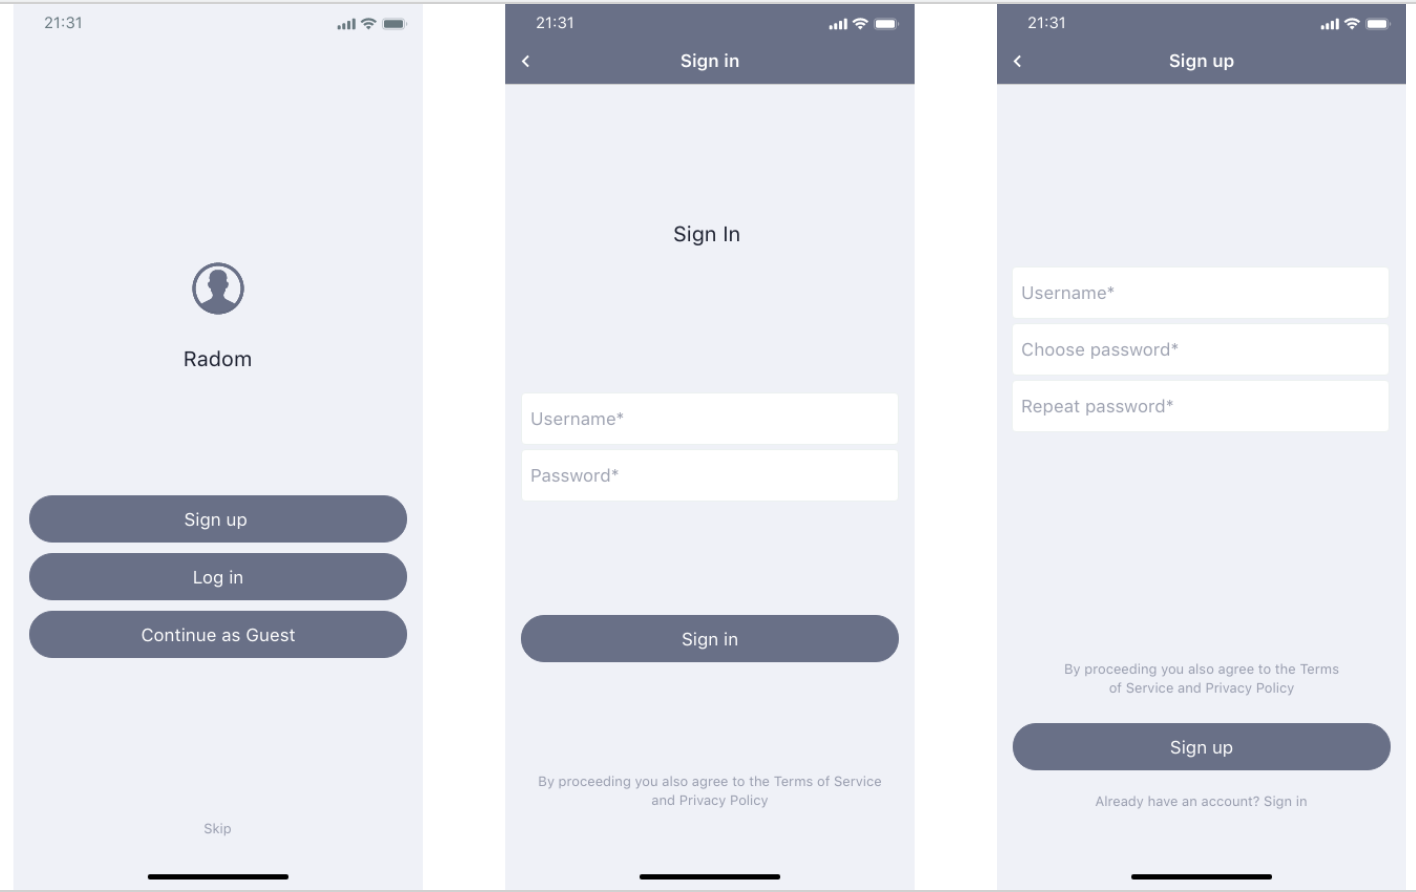 21:31
Radom
Sign up
Log in
Continue as Guest
Skip
21:31
Sign in
Sign In
Username*
Password*
Sign in
By proceeding you also agree to the Terms of Service
and Privacy Policy
21:31
Sign up
Username*
Choose password*
Repeat password*
By proceeding you also agree to the Terms
of Service and Privacy Policy
Sign up
Already have an account? Sign in